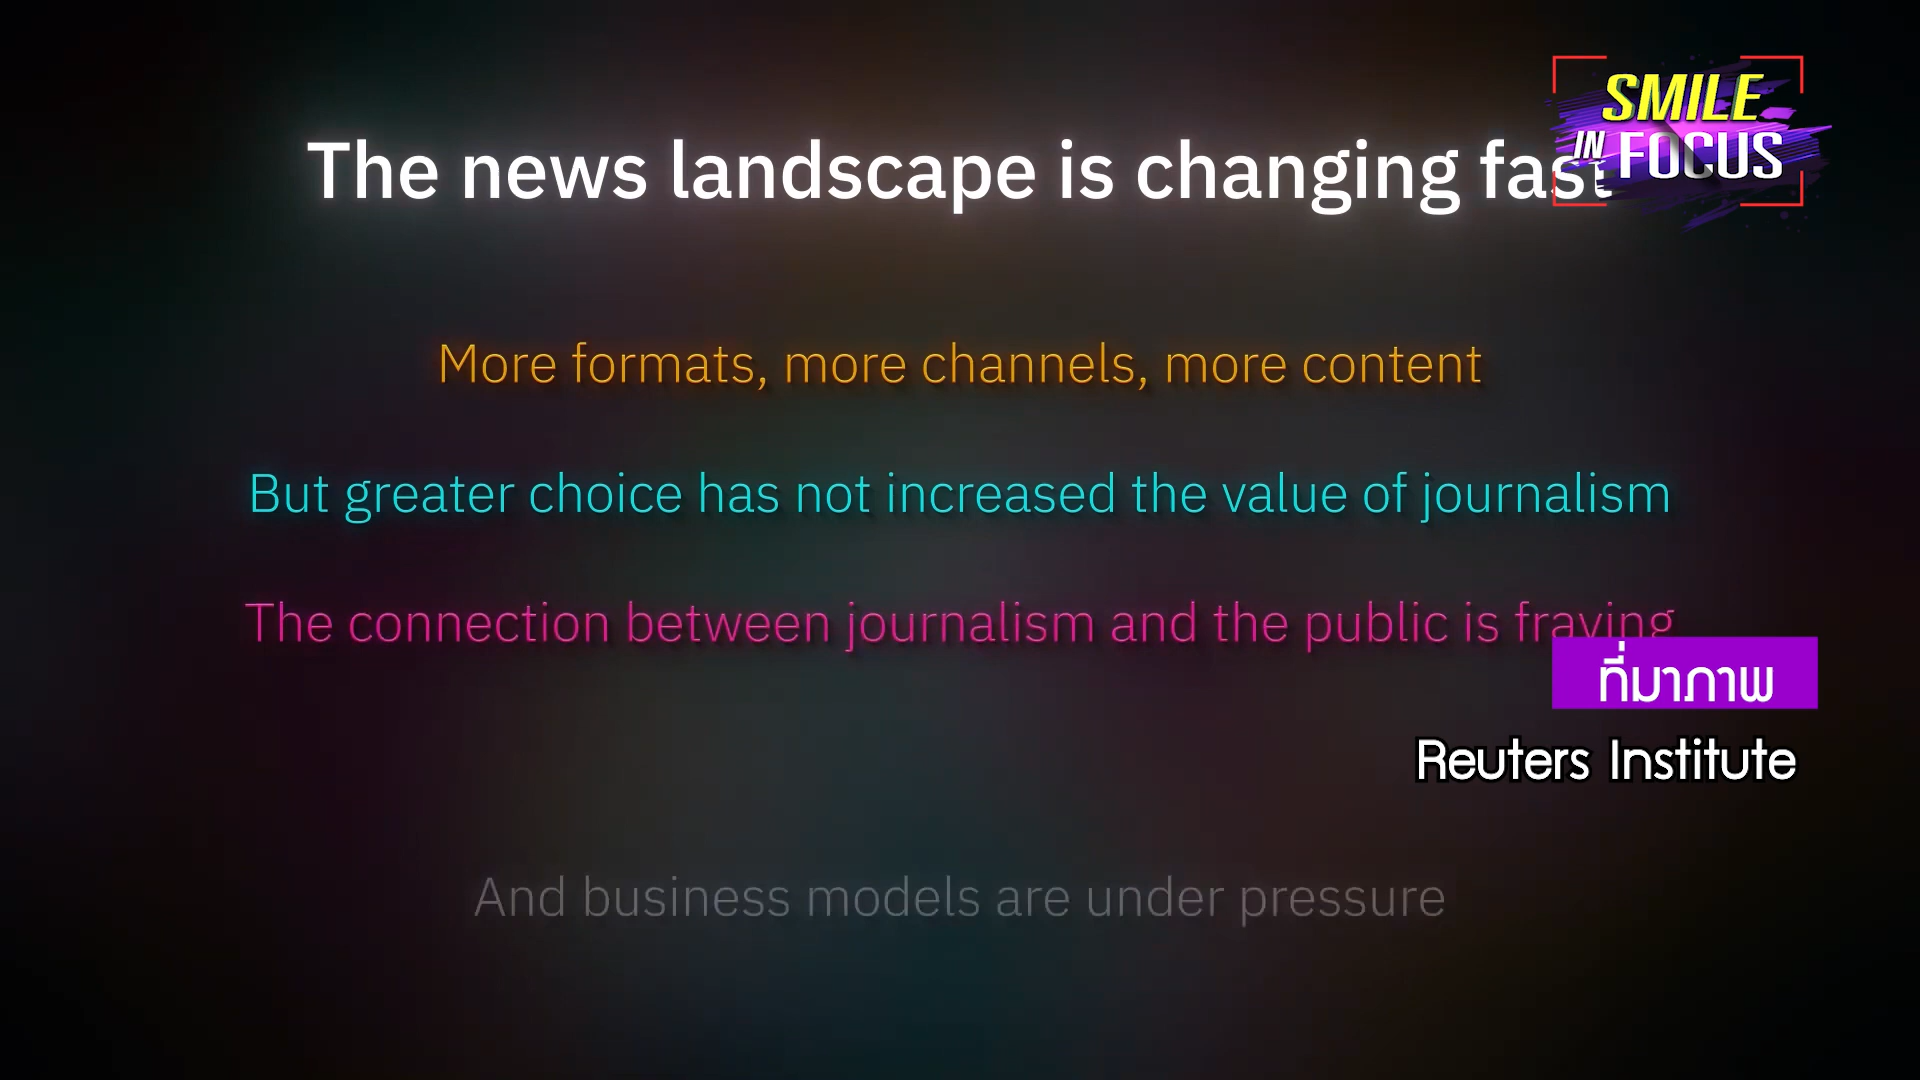 SMILE
IN FOCUS
The news landscape is changing fast
More formats, more channels, more content
But greater choice has not increased the value of journalism
The connection between journalism and the public is fraying
ที่มาภาพ
Reuters Institute
And business models are under pressure